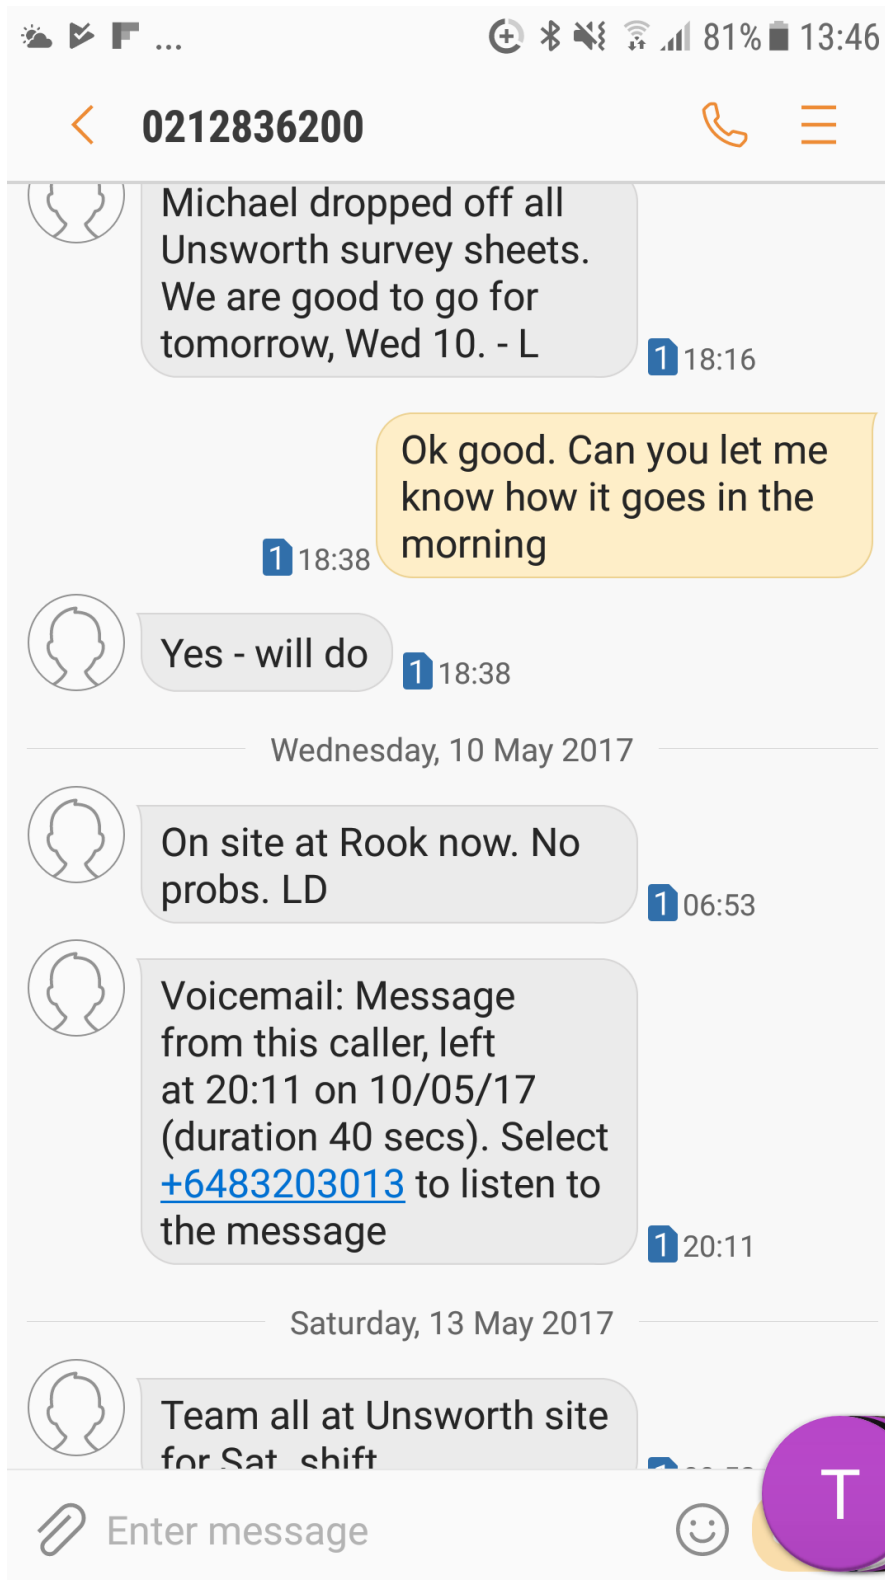 ... 81% 13:46
0212836200
Michael dropped off all
Unsworth survey sheets.
We are good to go for
tomorrow, Wed 10. - L
1 18:16
Ok good. Can you let me
know how it goes in the
morning
1 18:38
Yes - will do
1 18:38
Wednesday, 10 May 2017
On site at Rook now. No
probs. LD
1 06:53
Voicemail: Message
from this caller, left
at 20:11 on 10/05/17
(duration 40 secs). Select
+6483203013 to listen to
the message
1 20:11
Saturday, 13 May 2017
Team all at Unsworth site
for Sat. shift
T
Enter message